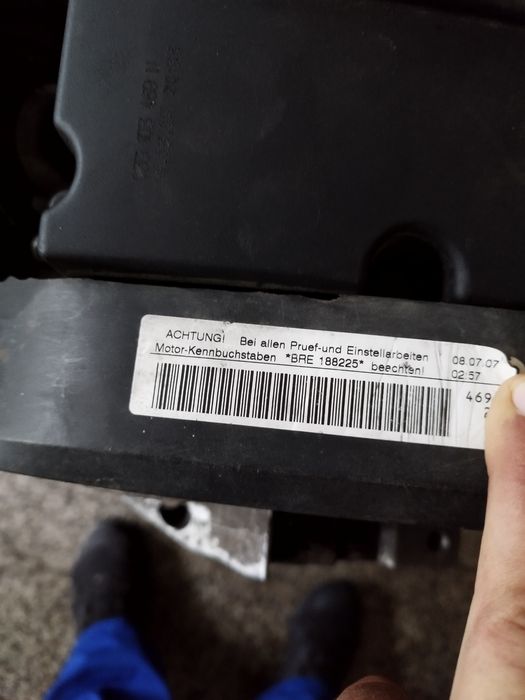 ACHTUNG! Bei allen Pruef-und Einstellarbeiten 08.07.07
Motor-Kennbuchstaben *BRE 188225* beachten! 02:57
469